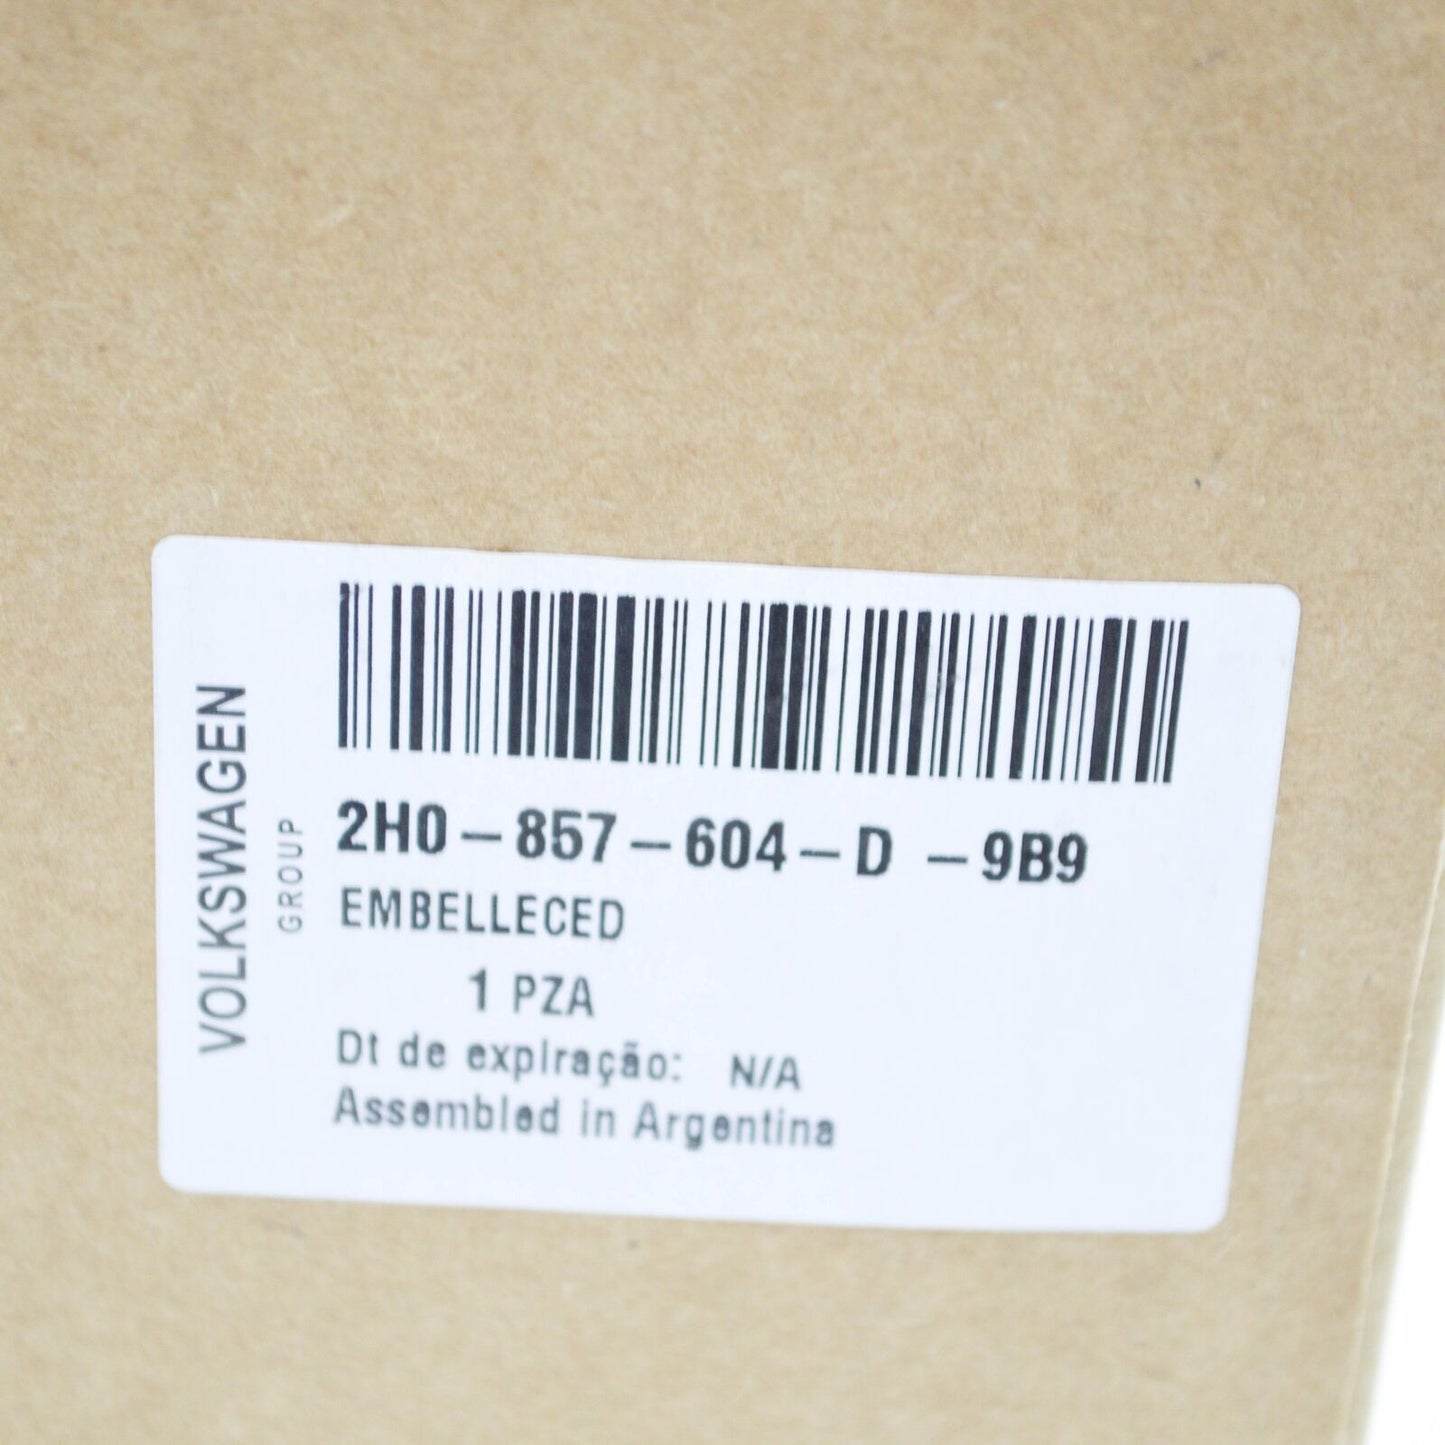 VOLKSWAGEN
GROUP
2H0-857-604-D -9B9
EMBELLECED
1 PZA
Dt de expiração: N/A
Assembled in Argentina